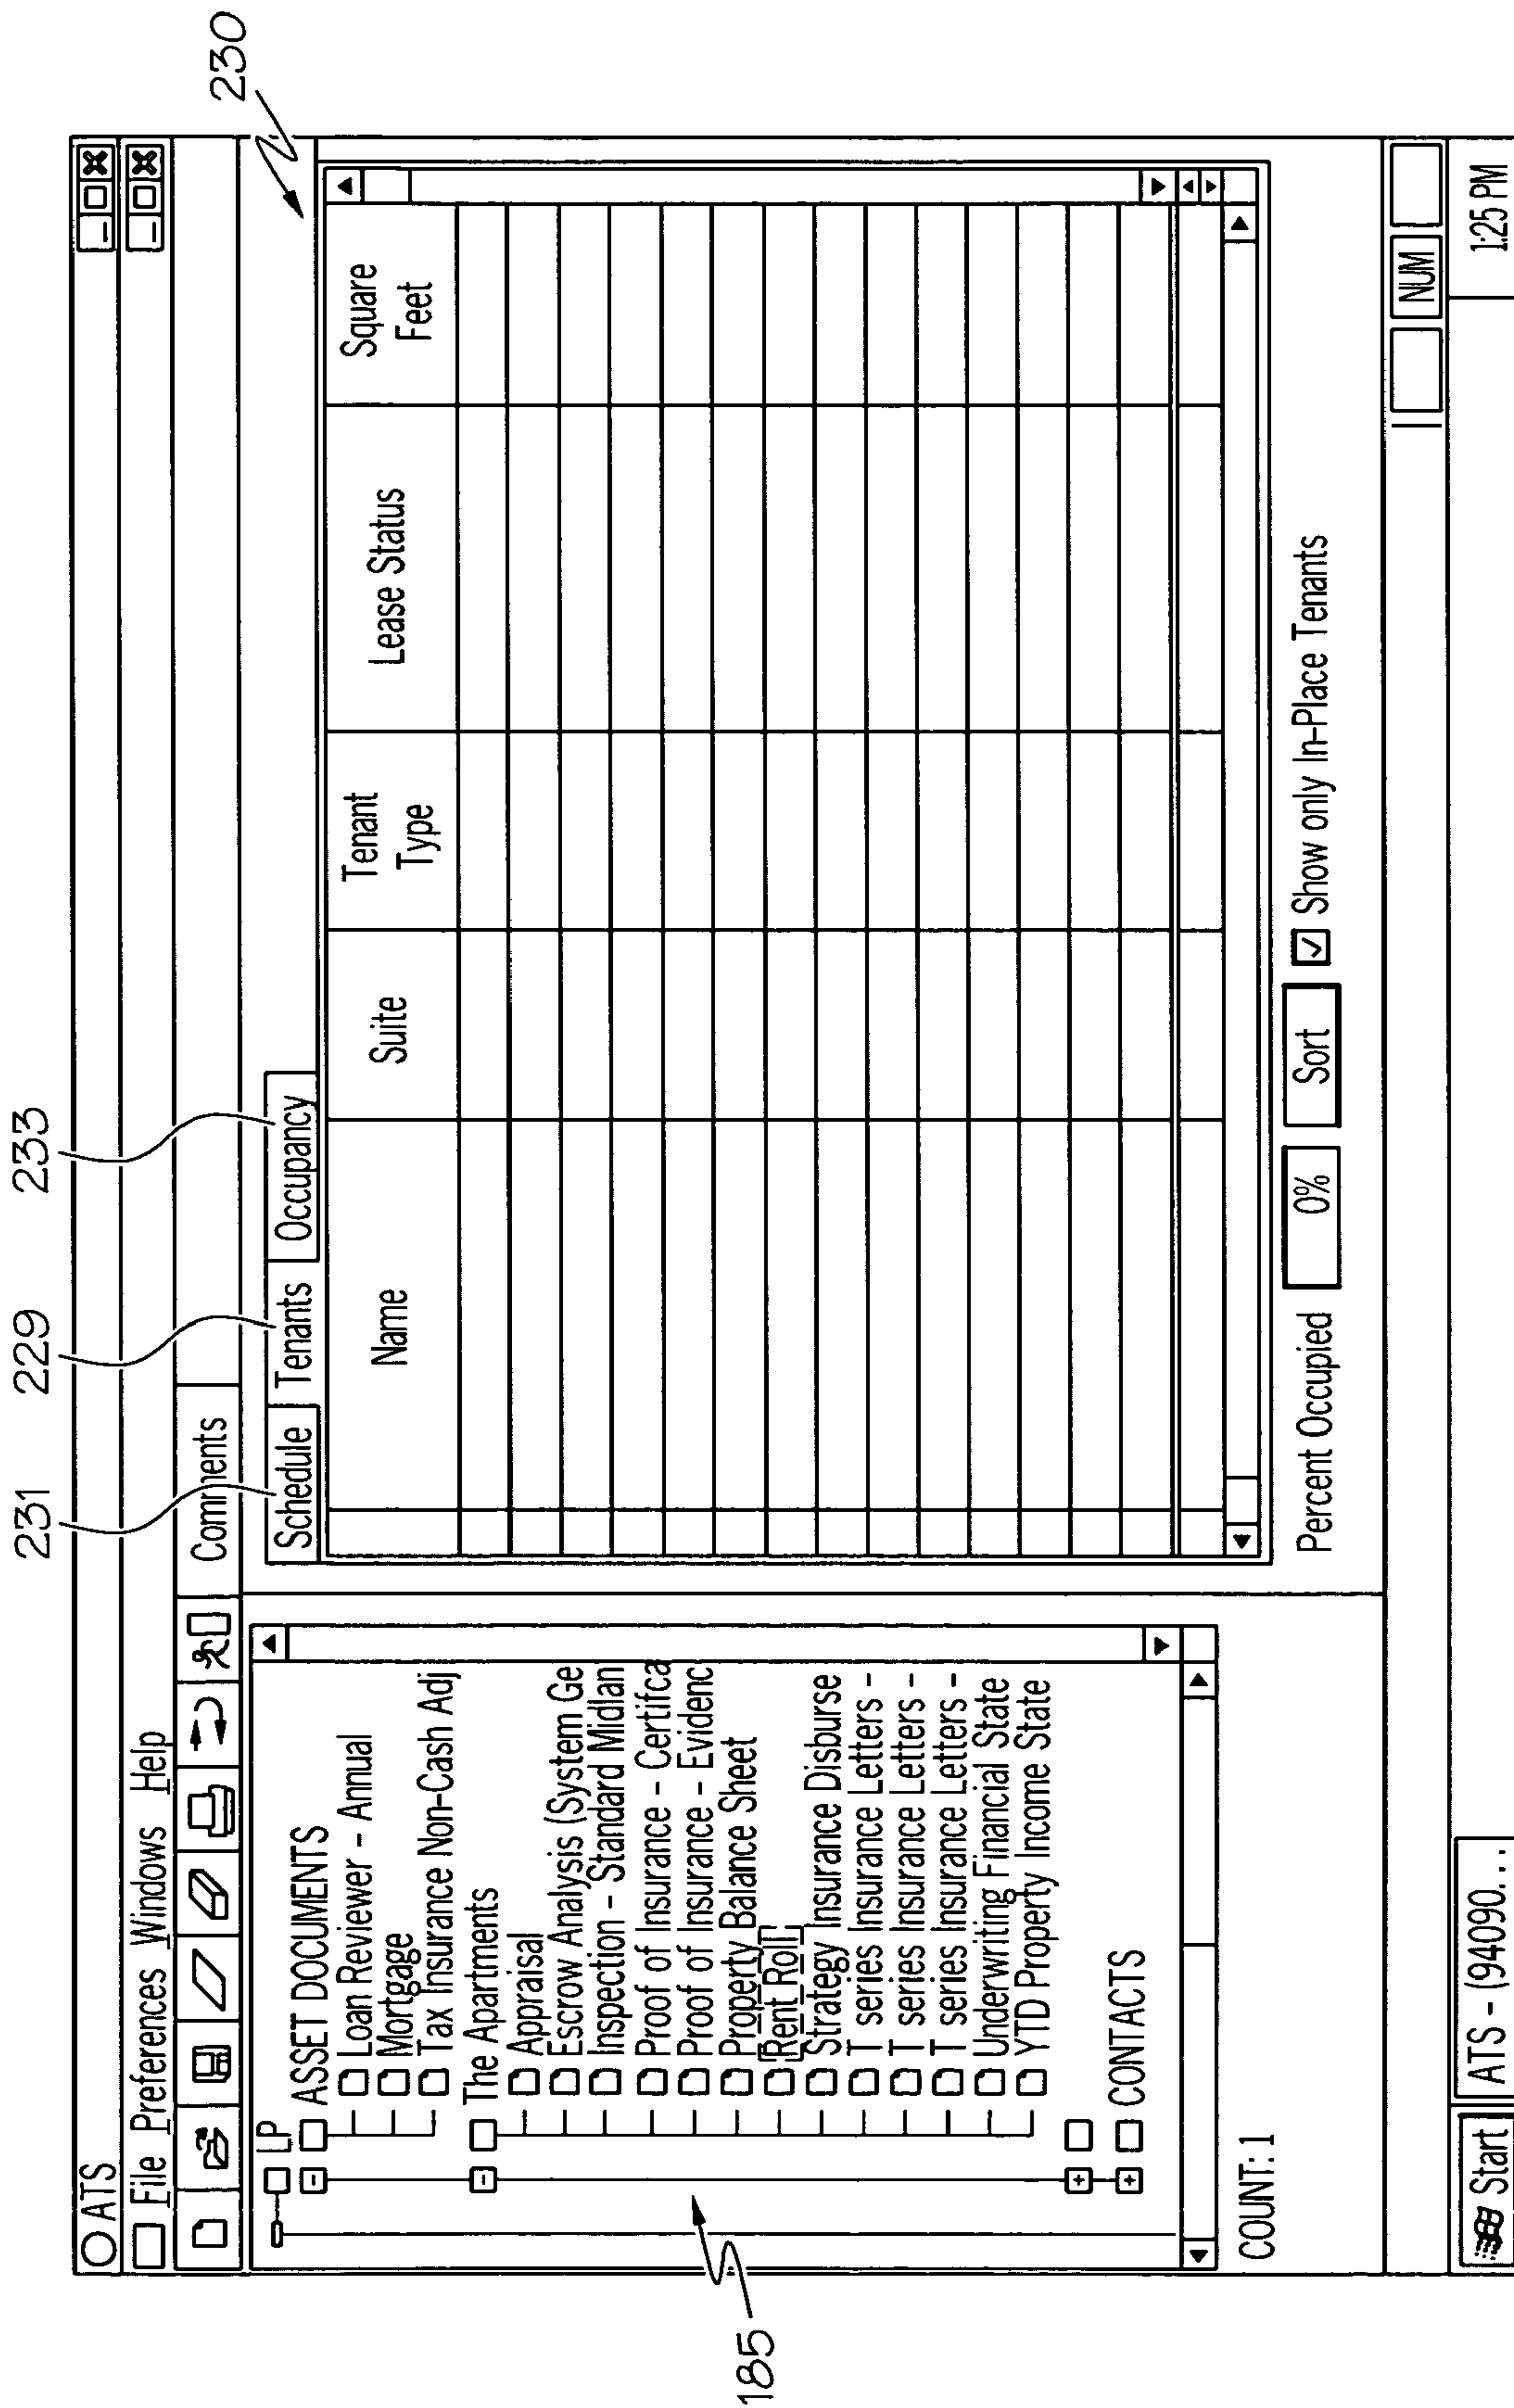 231
229
233
230
ATS
File Preferences Windows Help
Comments
LP
ASSET DOCUMENTS
Loan Reviewer - Annual
Mortgage
Tax Insurance Non-Cash Adj
The Apartments
Appraisal
Escrow Analysis (System Ge
Inspection - Standard Midlan
Proof of Insurance - Certifca
Proof of Insurance - Evidenc
Property Balance Sheet
Rent Roll
Strategy Insurance Disburse
T series Insurance Letters -
T series Insurance Letters -
T series Insurance Letters -
Underwriting Financial State
YTD Property Income State
CONTACTS
COUNT: 1
185
Schedule Tenants Occupancy
Name Suite Tenant Type Lease Status Square Feet
Percent Occupied 0% Sort Show only In-Place Tenants
NUM
Start ATS - (94090... 1:25 PM